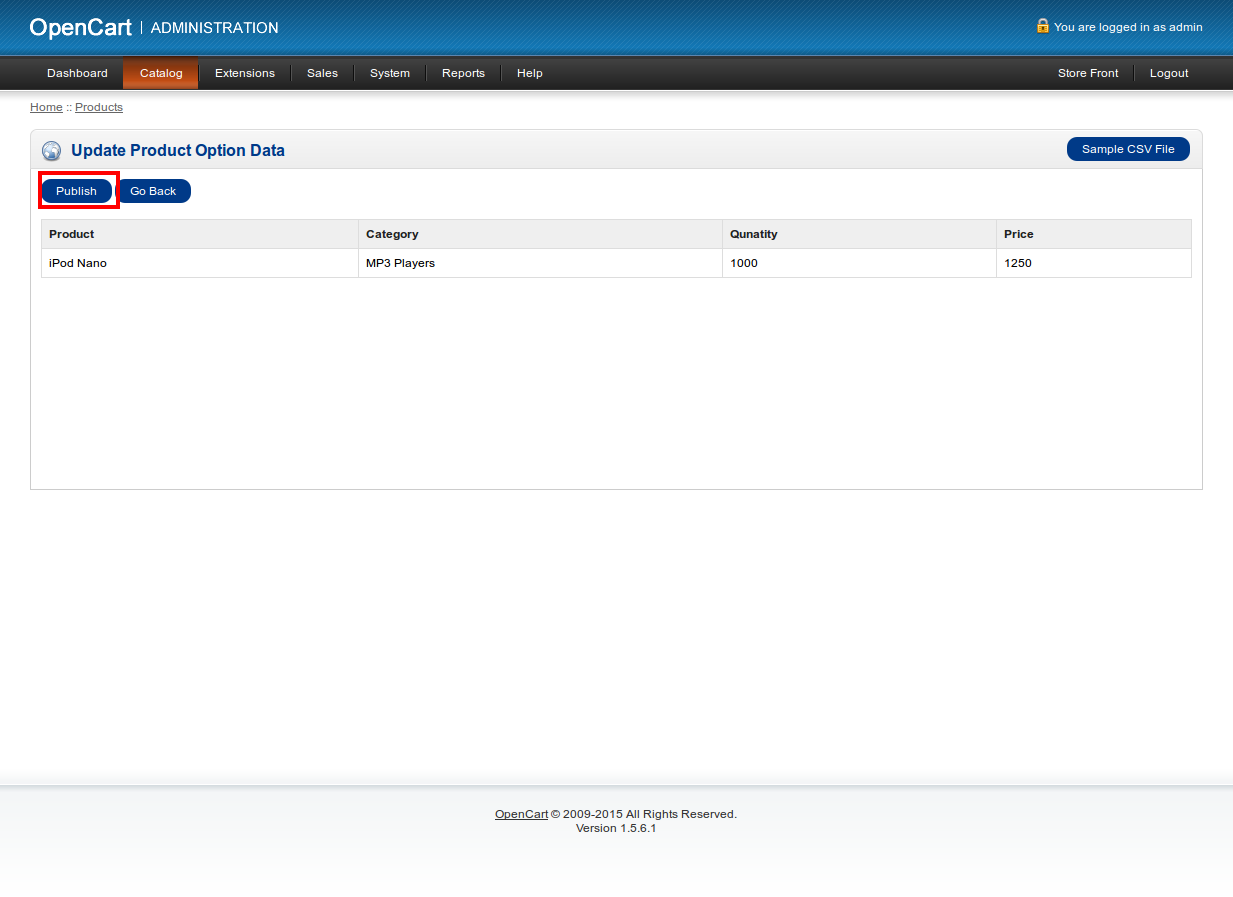 OpenCart | ADMINISTRATION
You are logged in as admin
Dashboard Catalog Extensions Sales System Reports Help Store Front Logout
Home :: Products
Update Product Option Data Sample CSV File
Publish Go Back
Product Category Qunatity Price
iPod Nano MP3 Players 1000 1250
OpenCart © 2009-2015 All Rights Reserved.
Version 1.5.6.1